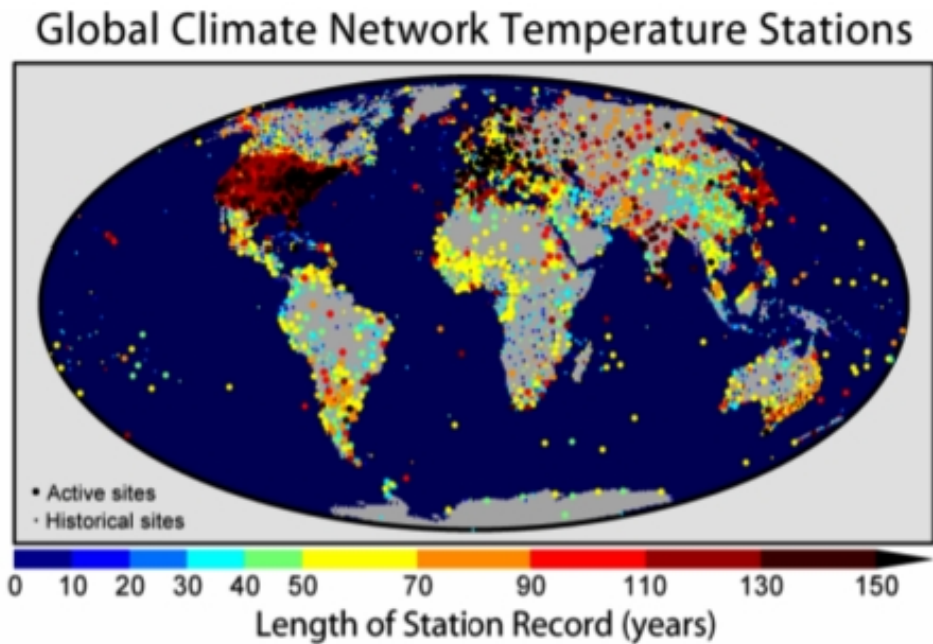 Global Climate Network Temperature Stations
• Active sites
· Historical sites
0 10 20 30 40 50 70 90 110 130 150
Length of Station Record (years)